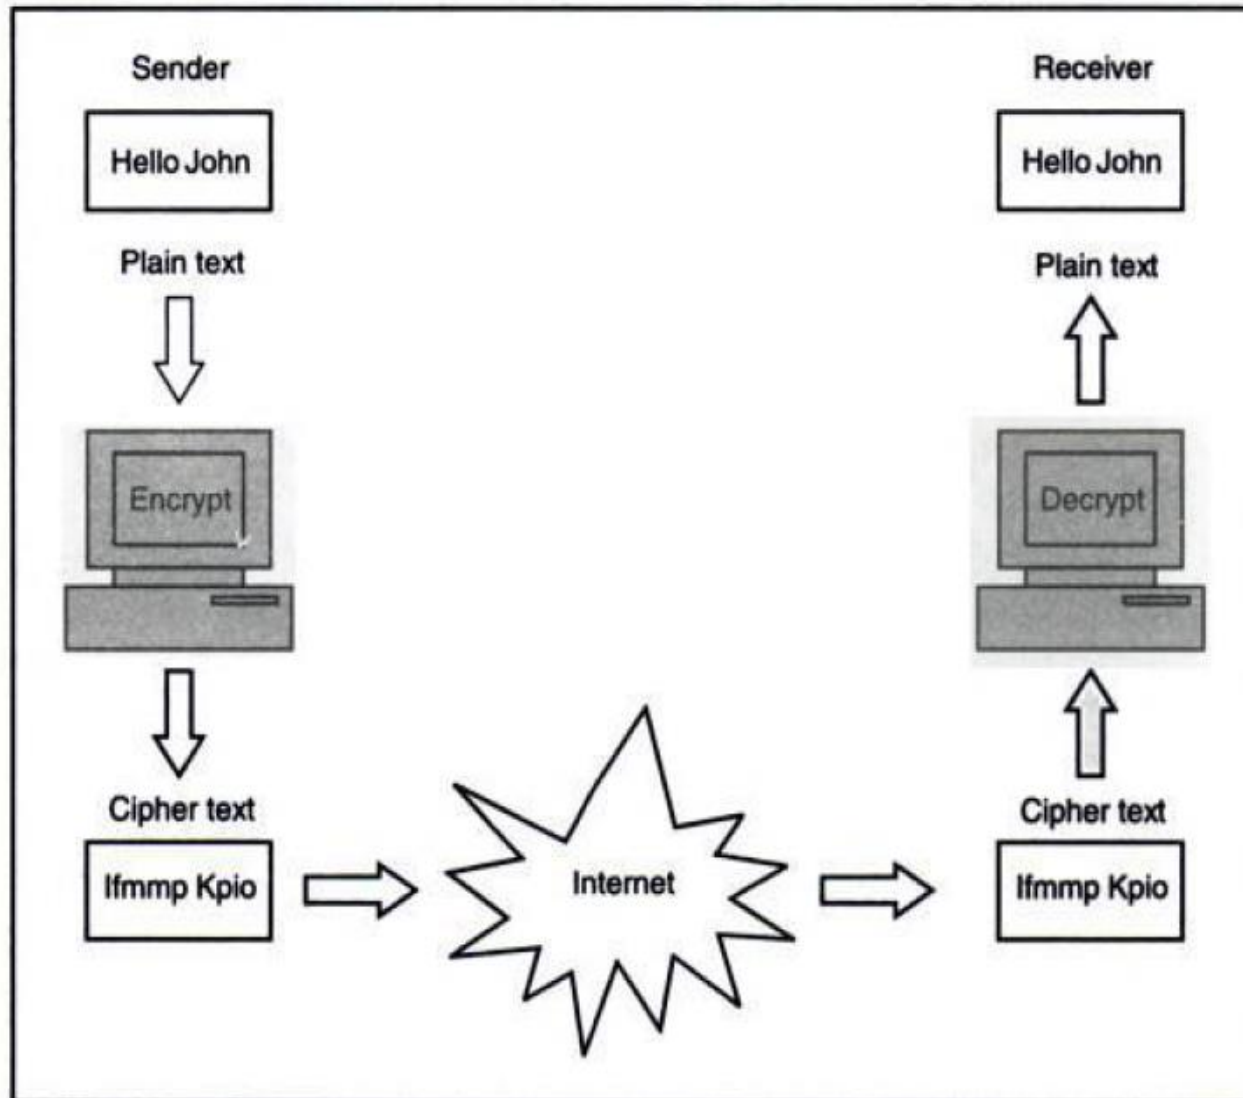 Sender
Hello John
Plain text
Encrypt
Cipher text
Ifmmp Kpio
Internet
Receiver
Hello John
Plain text
Decrypt
Cipher text
Ifmmp Kpio